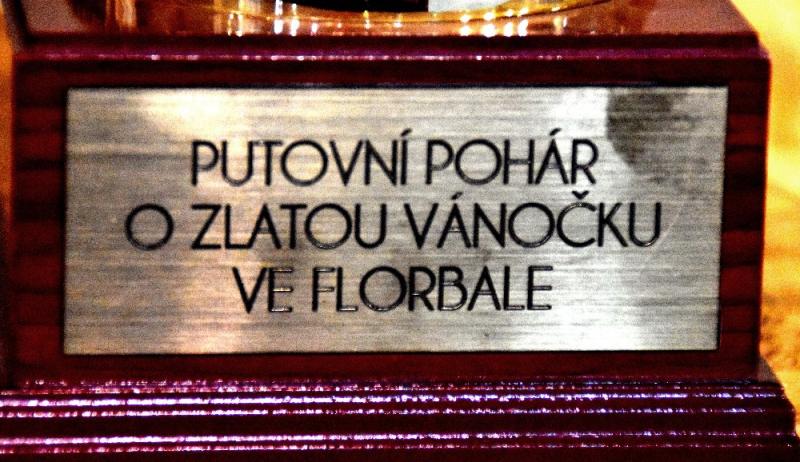 PUTOVNÍ POHÁR
O ZLATOU VÁNOČKU
VE FLORBALE